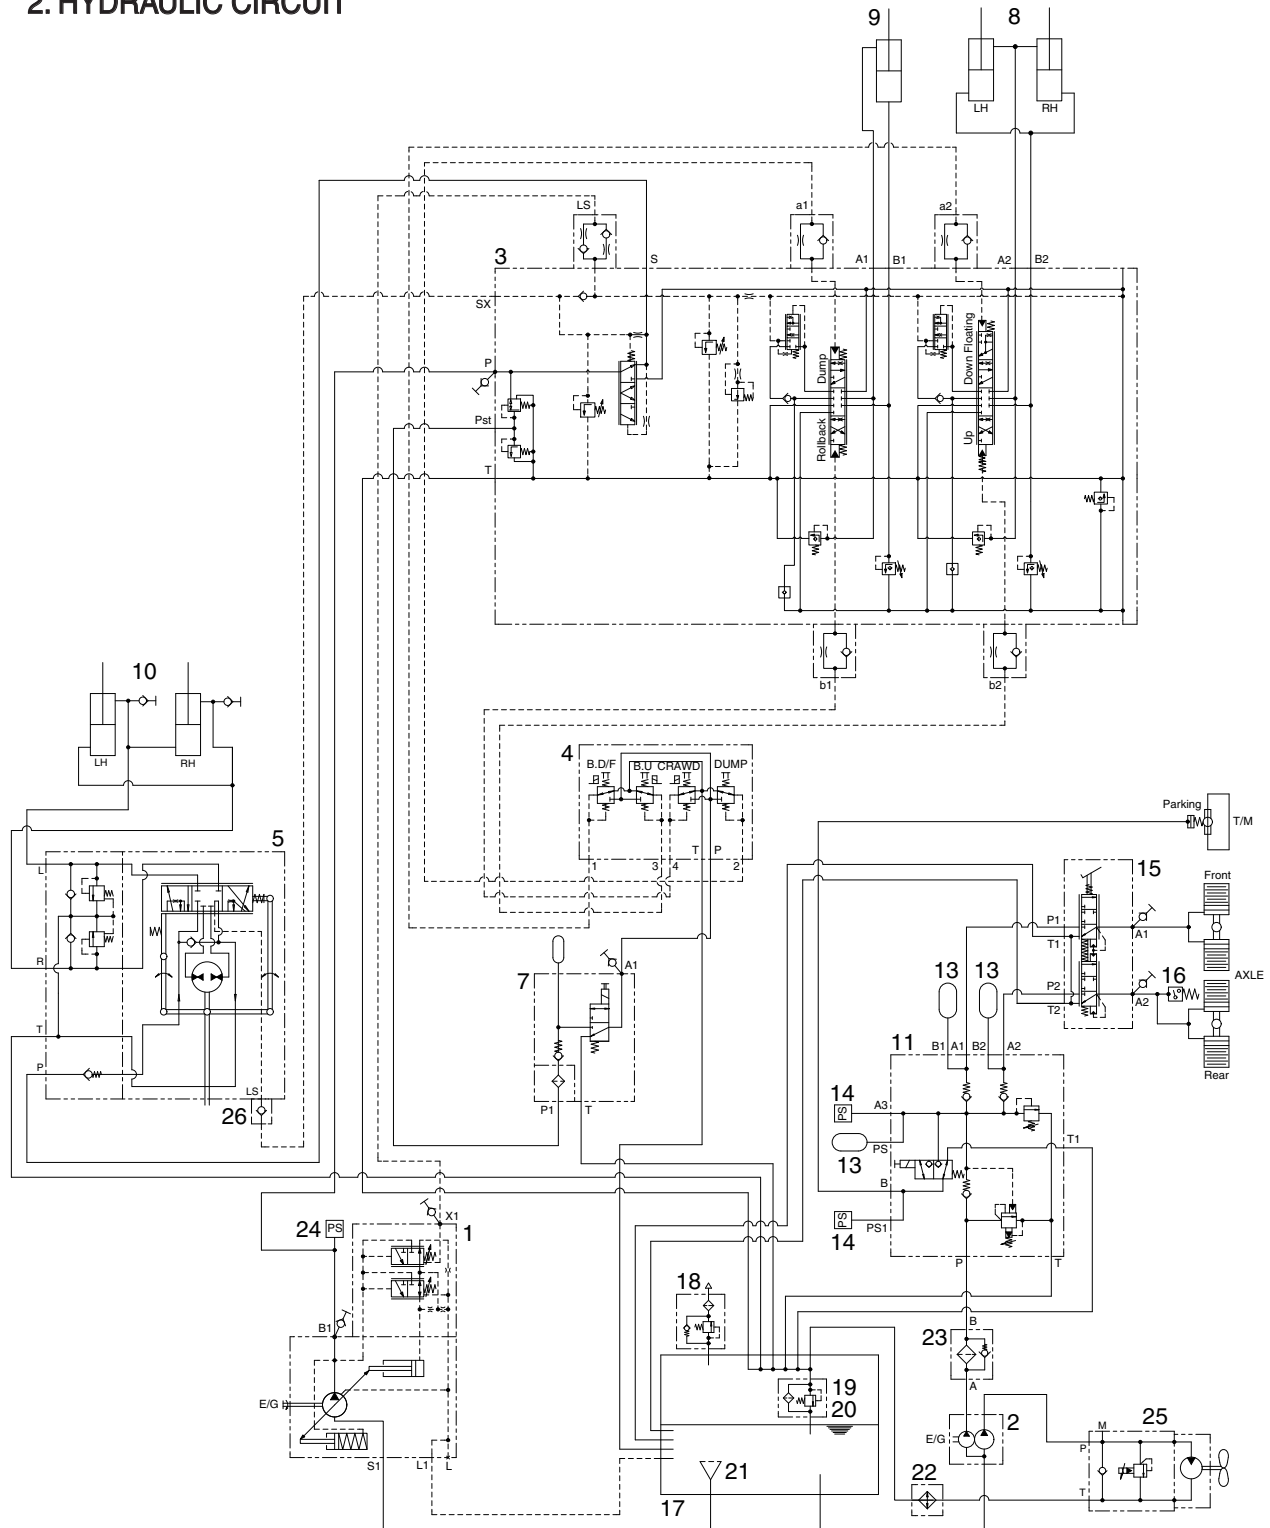 2. HYDRAULIC CIRCUIT
9
8
LH
RH
LS
a1
a2
3
S
A1
B1
A2
B2
SX
P
Dump
Down Floating
Pst
Rollback
Up
T
b1
b2
10
LH
RH
4
B.D/F
B.U
CRAWD
DUMP
T
P
1
3
4
2
Parking
T/M
5
L
R
T
P
LS
26
15
Front
P1
T1
A1
P2
T2
A2
16
AXLE
Rear
7
A1
P1
T
13
13
11
B1
A1
B2
A2
14
PS
A3
13
PS
T1
B
14
PS
PS1
P
T
24
PS
X1
1
B1
E/G
S1
L1
L
18
19
20
21
17
B
23
A
2
E/G
22
25
M
P
T